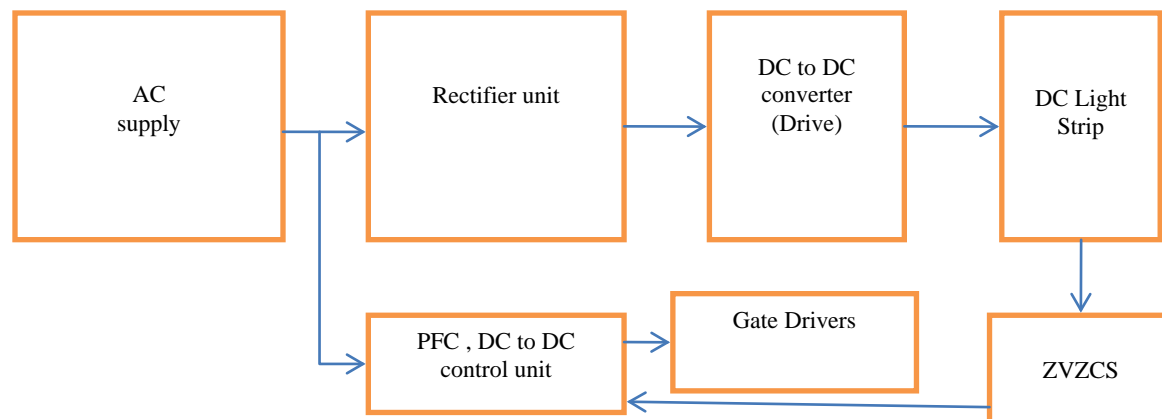 AC
supply
Rectifier unit
DC to DC
converter
(Drive)
DC Light
Strip
PFC , DC to DC
control unit
Gate Drivers
ZVZCS